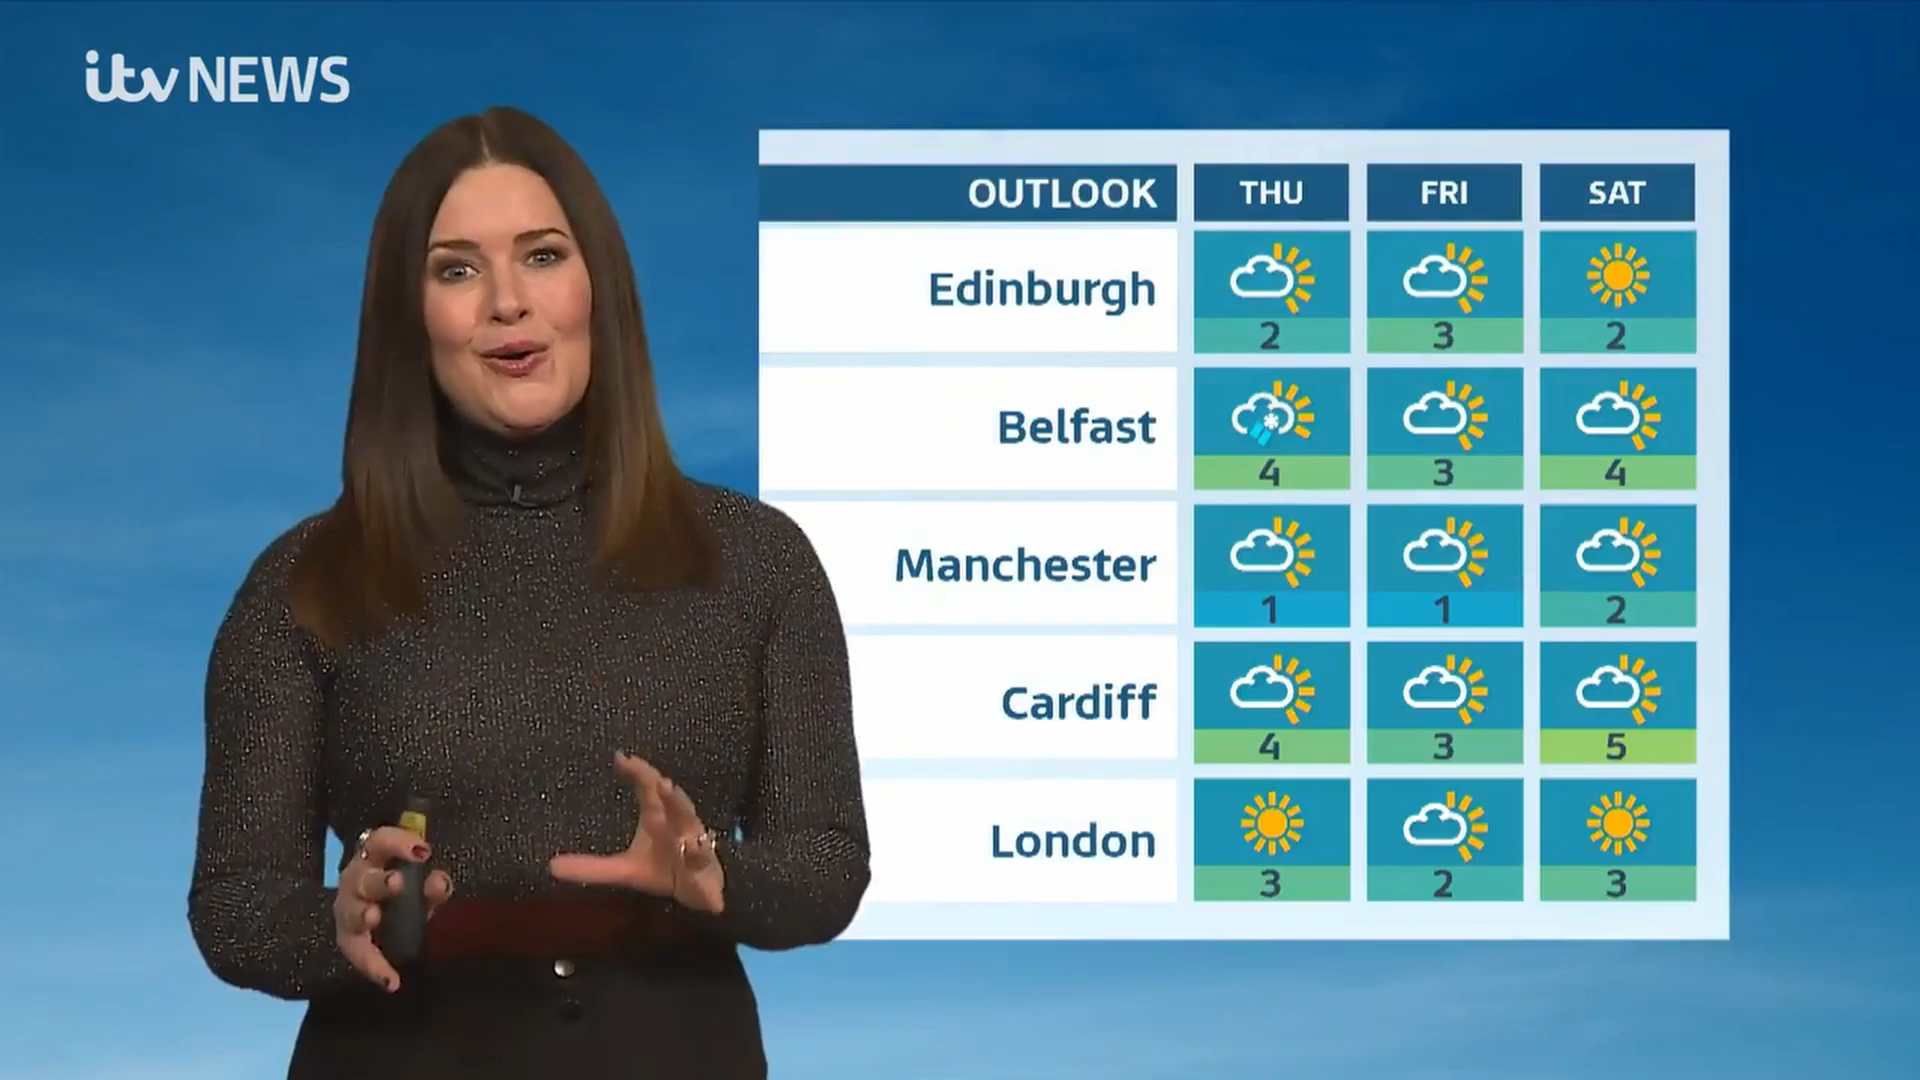 itv NEWS
OUTLOOK THU FRI SAT
Edinburgh 2 3 2
Belfast 4 3 4
Manchester 1 1 2
Cardiff 4 3 5
London 3 2 3